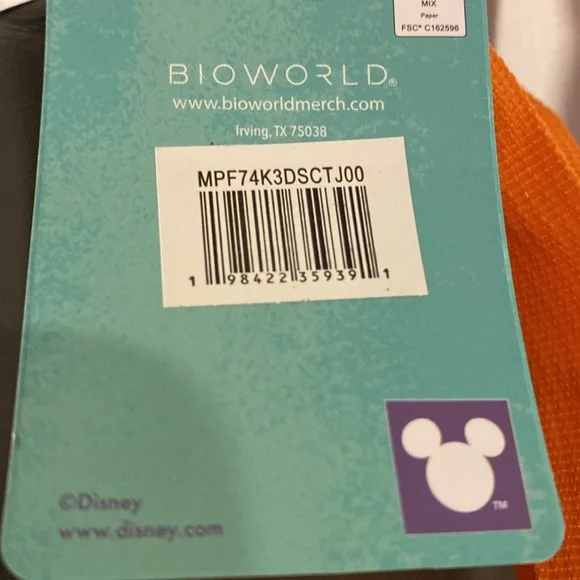 MIX
Paper
FSC® C162596
BIOWORLD®
www.bioworldmerch.com
Irving, TX 75038
MPF74K3DSCTJ00
1 98422 35939 1
©Disney
www.disney.com
TM